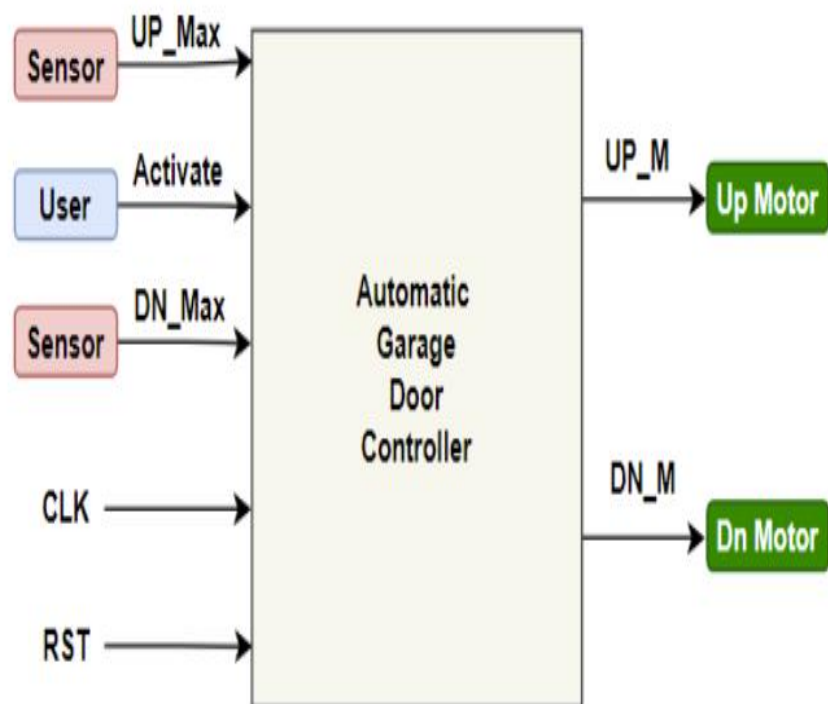 UP_Max
Sensor
Activate
User
DN_Max
Sensor
CLK
RST
Automatic
Garage
Door
Controller
UP_M
Up Motor
DN_M
Dn Motor